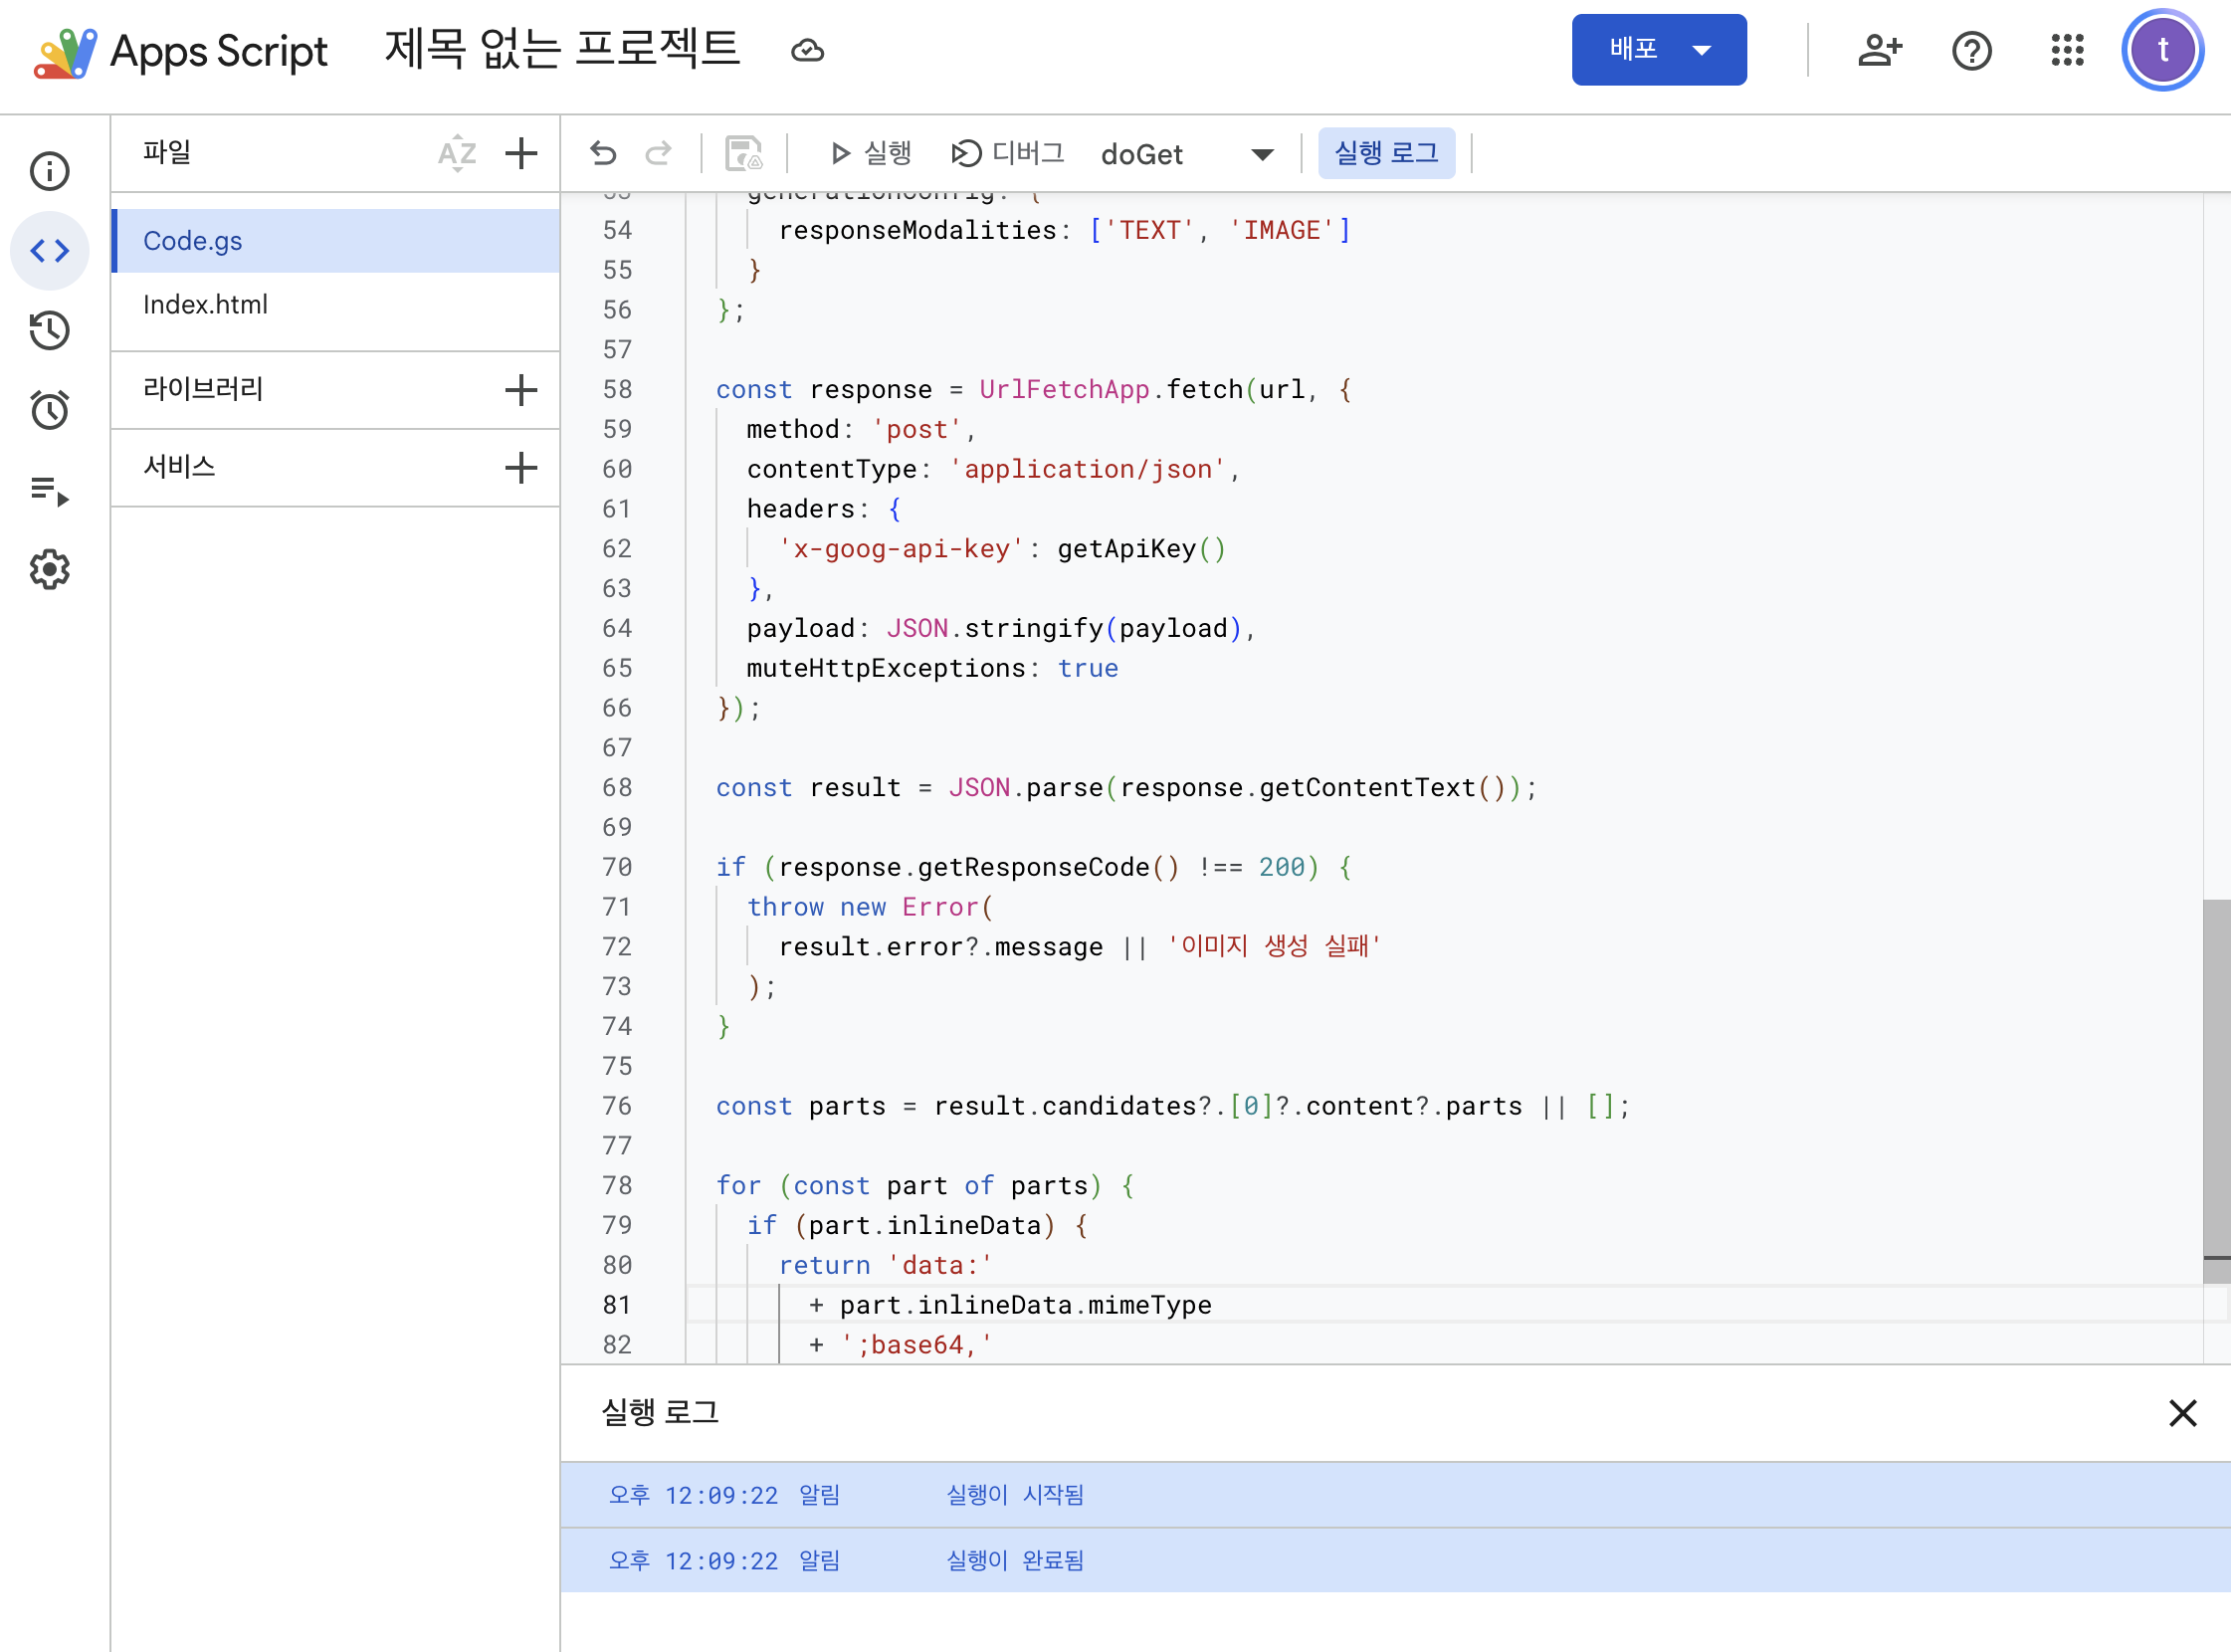 Apps Script 제목 없는 프로젝트 배포 t
파일 AZ
실행 디버그 doGet 실행 로그
Code.gs
Index.html
라이브러리
서비스
53 generationConfig: {
54 responseModalities: ['TEXT', 'IMAGE']
55 }
56 };
57
58 const response = UrlFetchApp.fetch(url, {
59 method: 'post',
60 contentType: 'application/json',
61 headers: {
62 'x-goog-api-key': getApiKey()
63 },
64 payload: JSON.stringify(payload),
65 muteHttpExceptions: true
66 });
67
68 const result = JSON.parse(response.getContentText());
69
70 if (response.getResponseCode() !== 200) {
71 throw new Error(
72 result.error?.message || '이미지 생성 실패'
73 );
74 }
75
76 const parts = result.candidates?.[0]?.content?.parts || [];
77
78 for (const part of parts) {
79 if (part.inlineData) {
80 return 'data:'
81 + part.inlineData.mimeType
82 + ';base64,'
실행 로그
오후 12:09:22 알림 실행이 시작됨
오후 12:09:22 알림 실행이 완료됨